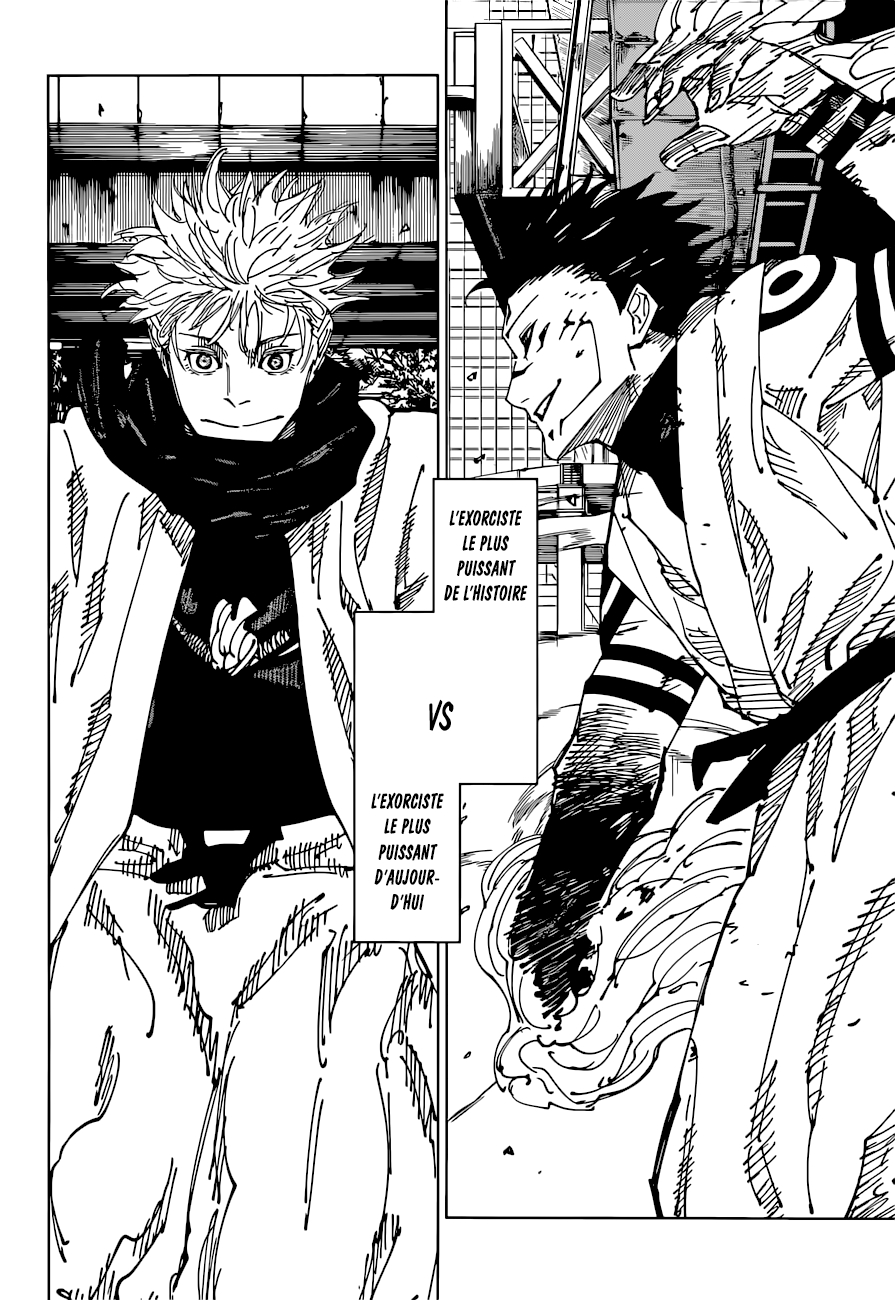 L'EXORCISTE
LE PLUS
PUISSANT
DE L'HISTOIRE
VS
L'EXORCISTE
LE PLUS
PUISSANT
D'AUJOUR-
D'HUI